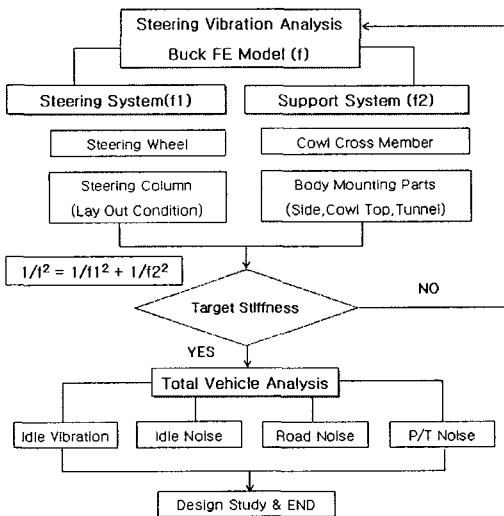 Steering Vibration Analysis
Buck FE Model (f)
Steering System(f1)
Support System (f2)
Steering Wheel
Cowl Cross Member
Steering Column
(Lay Out Condition)
Body Mounting Parts
(Side,Cowl Top,Tunnel)
1/f² = 1/f1² + 1/f2²
Target Stiffness
NO
YES
Total Vehicle Analysis
Idle Vibration
Idle Noise
Road Noise
P/T Noise
Design Study & END